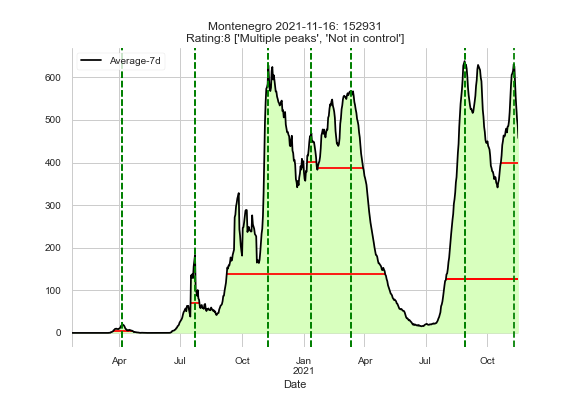 Montenegro 2021-11-16: 152931
Rating:8 ['Multiple peaks', 'Not in control']
Average-7d
600
500
400
300
200
100
0
Apr Jul Oct Jan Apr Jul Oct
2021
Date